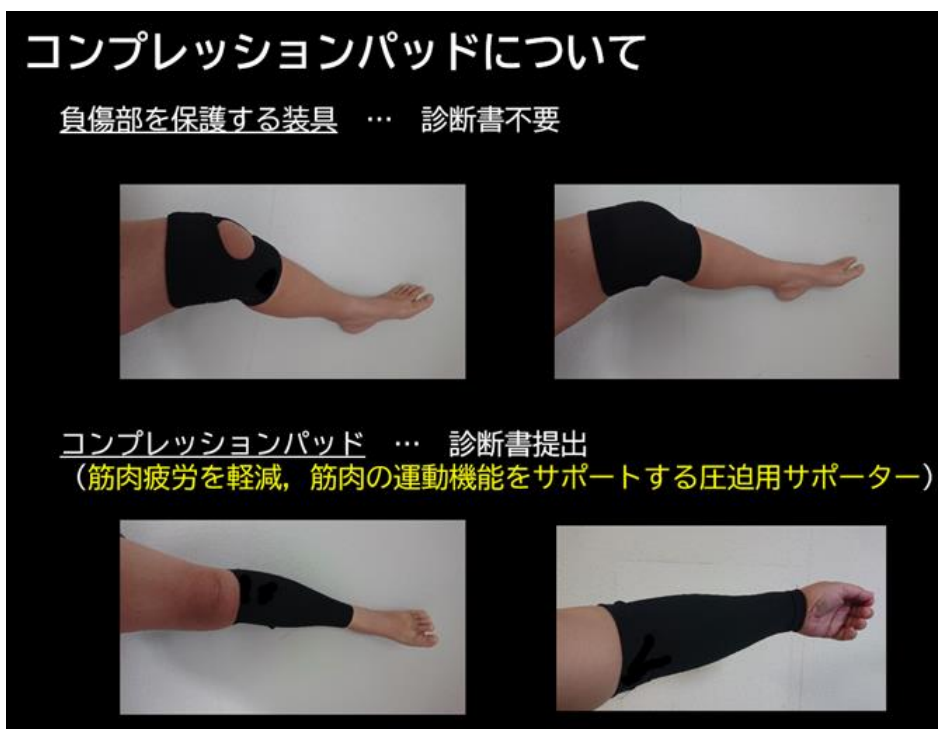 コンプレッションパッドについて
負傷部を保護する装具 … 診断書不要
コンプレッションパッド … 診断書提出
（筋肉疲労を軽減，筋肉の運動機能をサポートする圧迫用サポーター）